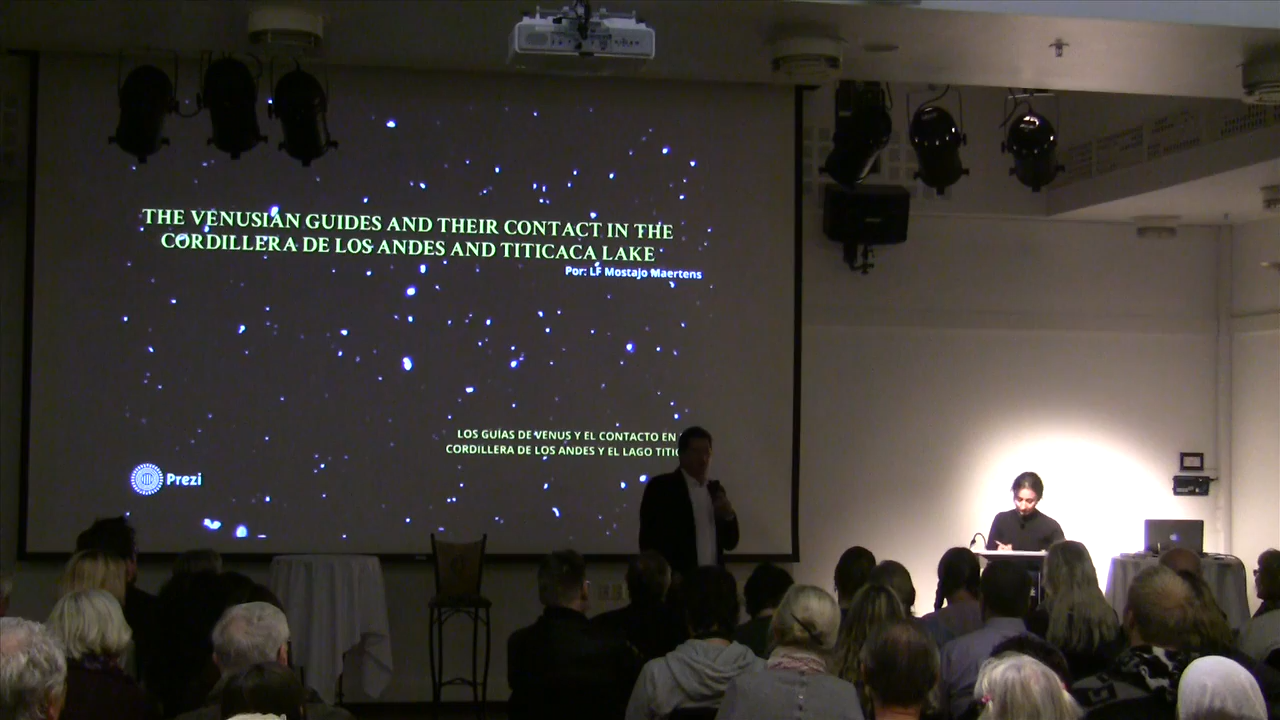 THE VENUSIAN GUIDES AND THEIR CONTACT IN THE
CORDILLERA DE LOS ANDES AND TITICACA LAKE
Por: LF Mostajo Maertens
LOS GUÍAS DE VENUS Y EL CONTACTO EN
CORDILLERA DE LOS ANDES Y EL LAGO
Prezi